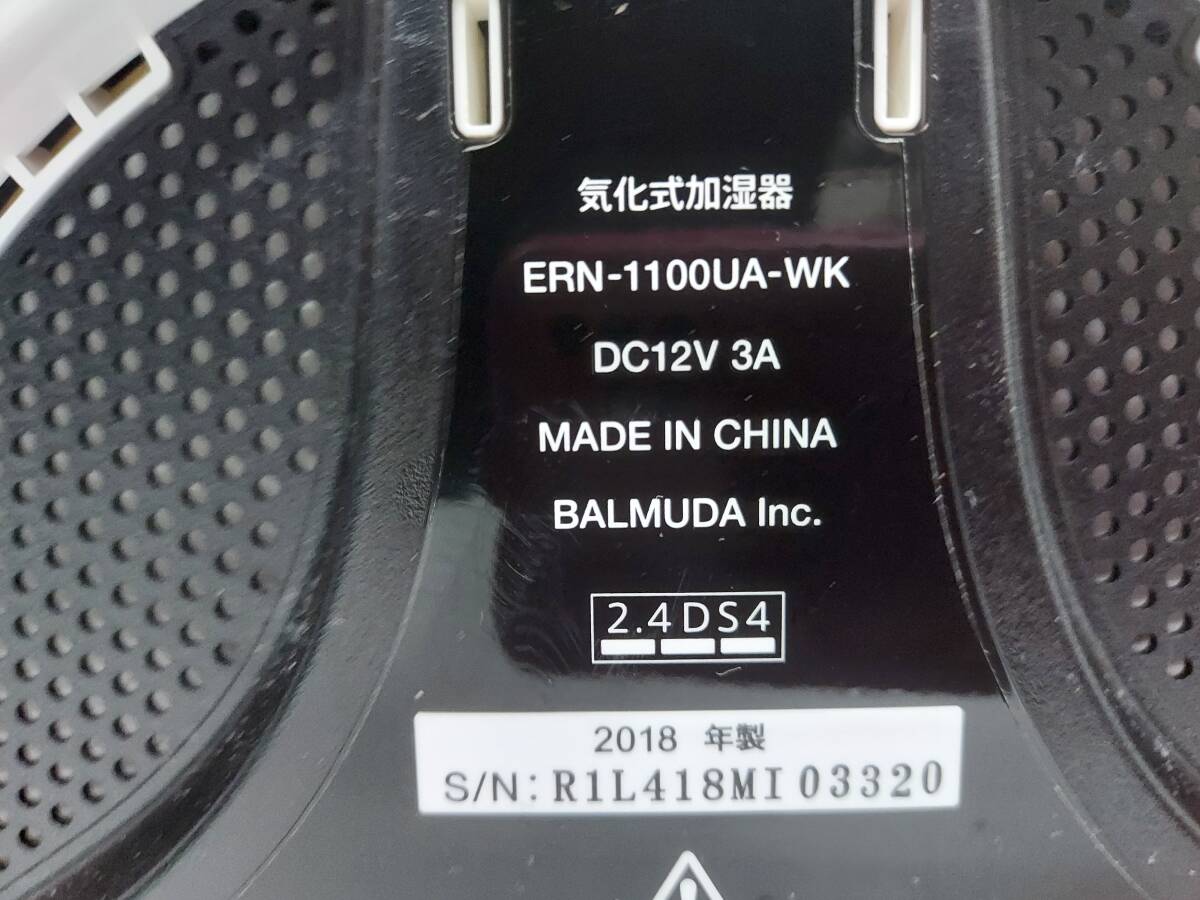 気化式加湿器
ERN-1100UA-WK
DC12V 3A
MADE IN CHINA
BALMUDA Inc.
2.4DS4
2018 年製
S/N: R1L418MI03320